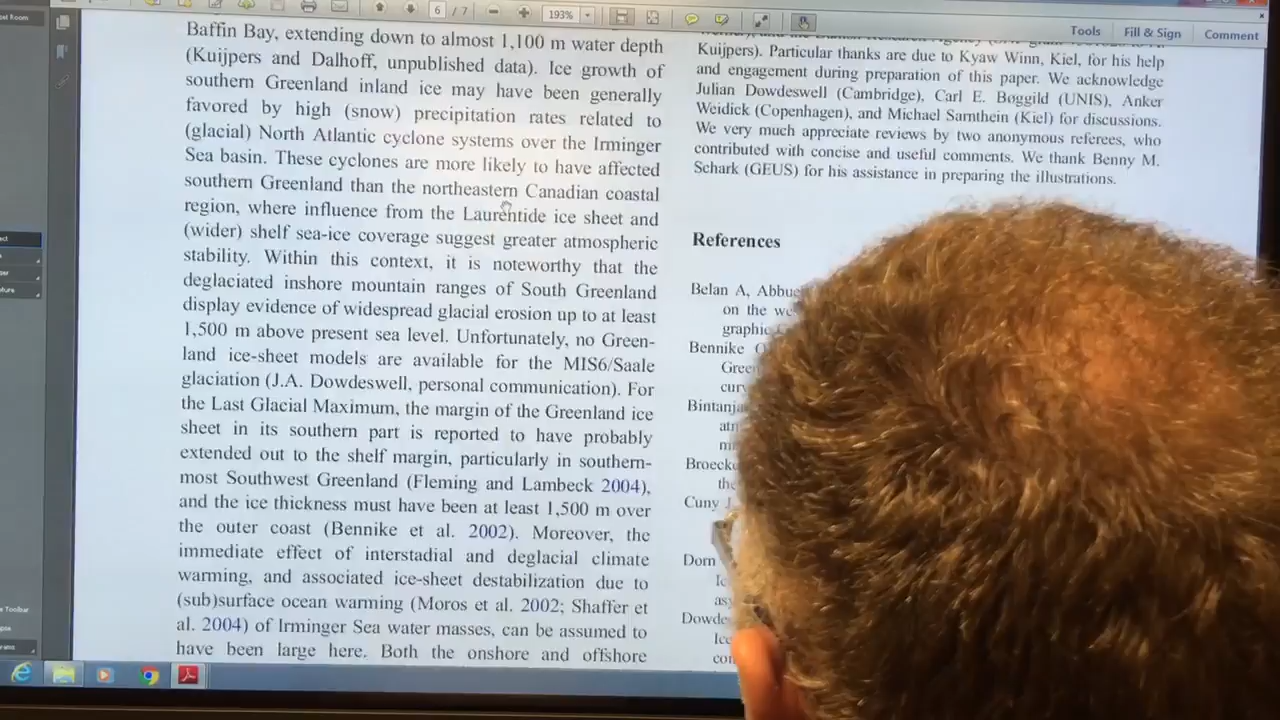 6 / 7
193%
Tools
Fill & Sign
Comment
Baffin Bay, extending down to almost 1,100 m water depth
(Kuijpers and Dalhoff, unpublished data). Ice growth of
southern Greenland inland ice may have been generally
favored by high (snow) precipitation rates related to
(glacial) North Atlantic cyclone systems over the Irminger
Sea basin. These cyclones are more likely to have affected
southern Greenland than the northeastern Canadian coastal
region, where influence from the Laurentide ice sheet and
(wider) shelf sea-ice coverage suggest greater atmospheric
stability. Within this context, it is noteworthy that the
deglaciated inshore mountain ranges of South Greenland
display evidence of widespread glacial erosion up to at least
1,500 m above present sea level. Unfortunately, no Green-
land ice-sheet models are available for the MIS6/Saale
glaciation (J.A. Dowdeswell, personal communication). For
the Last Glacial Maximum, the margin of the Greenland ice
sheet in its southern part is reported to have probably
extended out to the shelf margin, particularly in southern-
most Southwest Greenland (Fleming and Lambeck 2004),
and the ice thickness must have been at least 1,500 m over
the outer coast (Bennike et al. 2002). Moreover, the
immediate effect of interstadial and deglacial climate
warming, and associated ice-sheet destabilization due to
(sub)surface ocean warming (Moros et al. 2002; Shaffer et
al. 2004) of Irminger Sea water masses, can be assumed to
have been large here. Both the onshore and offshore
Kuijpers). Particular thanks are due to Kyaw Winn, Kiel, for his help
and engagement during preparation of this paper. We acknowledge
Julian Dowdeswell (Cambridge), Carl E. Bøggild (UNIS), Anker
Weidick (Copenhagen), and Michael Sarnthein (Kiel) for discussions.
We very much appreciate reviews by two anonymous referees, who
contributed with concise and useful comments. We thank Benny M.
Schark (GEUS) for his assistance in preparing the illustrations.
References
Belan A,
on the
Bennike
Cuny